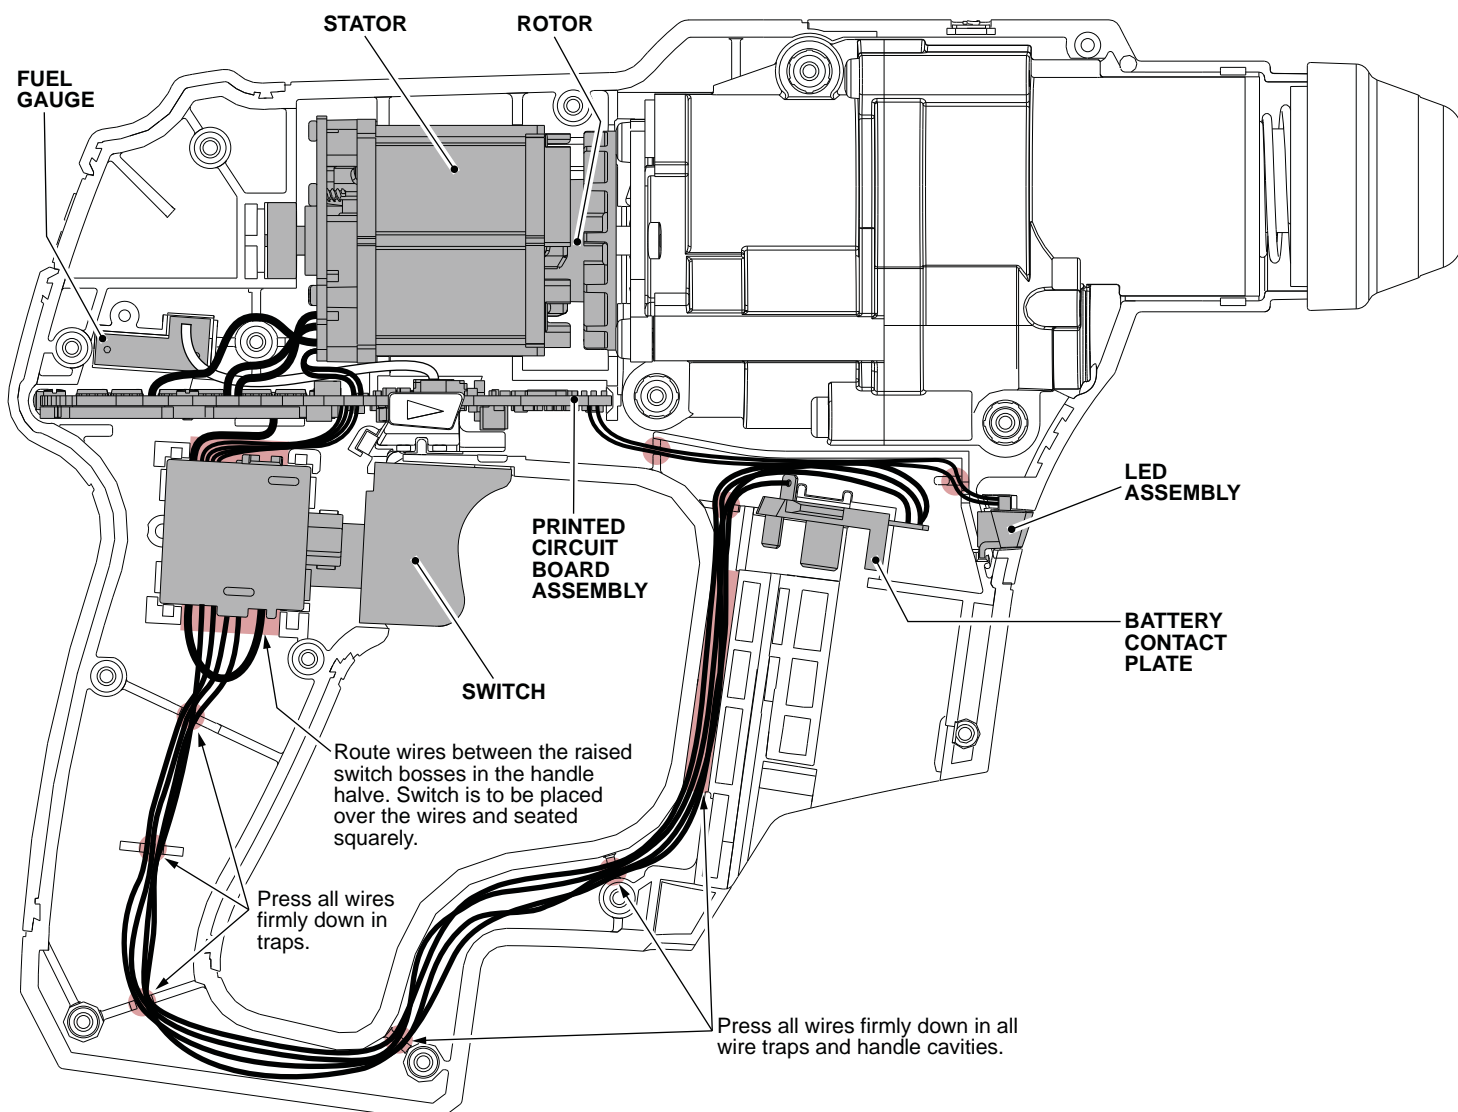 STATOR
ROTOR
FUEL
GAUGE
LED
ASSEMBLY
PRINTED
CIRCUIT
BOARD
ASSEMBLY
BATTERY
CONTACT
PLATE
SWITCH
Route wires between the raised
switch bosses in the handle
halve. Switch is to be placed
over the wires and seated
squarely.
Press all wires
firmly down in
traps.
Press all wires firmly down in all
wire traps and handle cavities.